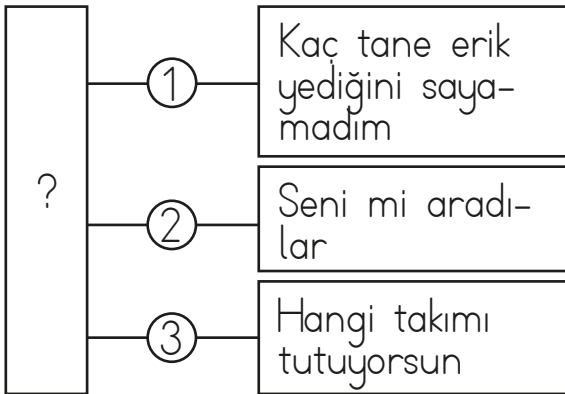 ?
1
Kaç tane erik
yediğini saya-
madım
2
Seni mi aradı-
lar
3
Hangi takımı
tutuyorsun